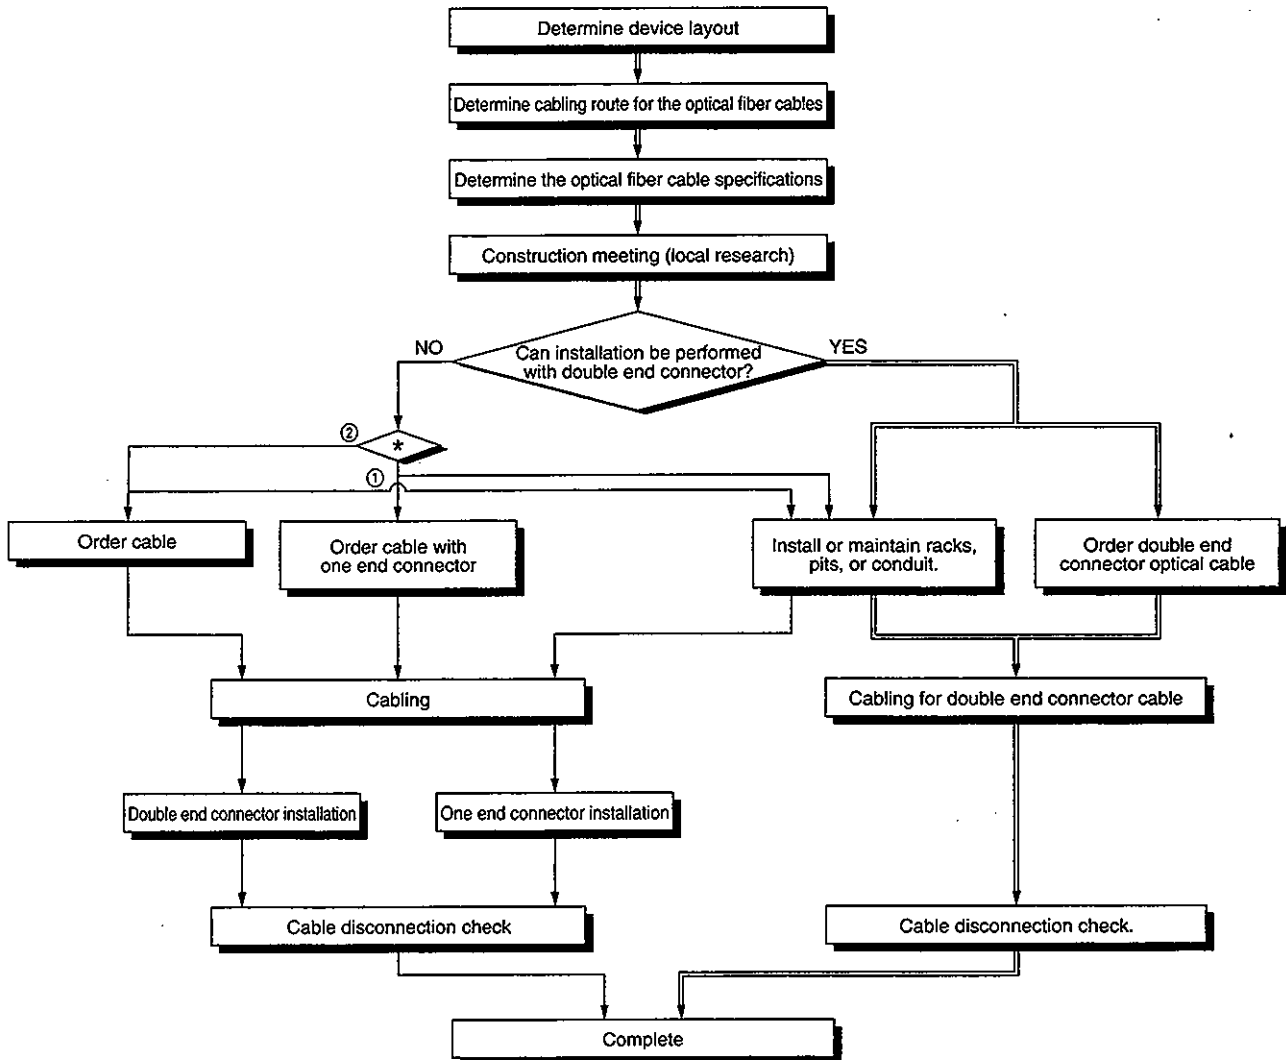 Determine device layout
Determine cabling route for the optical fiber cables
Determine the optical fiber cable specifications
Construction meeting (local research)
NO
Can installation be performed
with double end connector?
YES
②
*
①
Order cable
Order cable with
one end connector
Install or maintain racks,
pits, or conduit.
Order double end
connector optical cable
Cabling
Cabling for double end connector cable
Double end connector installation
One end connector installation
Cable disconnection check
Cable disconnection check.
Complete